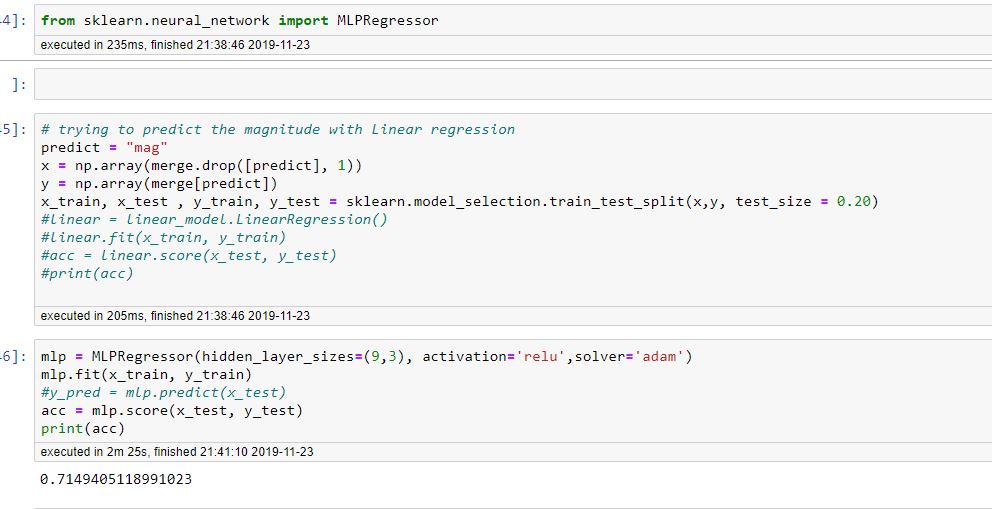 4]: from sklearn.neural_network import MLPRegressor
executed in 235ms, finished 21:38:46 2019-11-23
]:
5]: # trying to predict the magnitude with Linear regression
predict = "mag"
x = np.array(merge.drop([predict], 1))
y = np.array(merge[predict])
x_train, x_test , y_train, y_test = sklearn.model_selection.train_test_split(x,y, test_size = 0.20)
#linear = linear_model.LinearRegression()
#linear.fit(x_train, y_train)
#acc = linear.score(x_test, y_test)
#print(acc)
executed in 205ms, finished 21:38:46 2019-11-23
6]: mlp = MLPRegressor(hidden_layer_sizes=(9,3), activation='relu',solver='adam')
mlp.fit(x_train, y_train)
#y_pred = mlp.predict(x_test)
acc = mlp.score(x_test, y_test)
print(acc)
executed in 2m 25s, finished 21:41:10 2019-11-23
0.7149405118991023